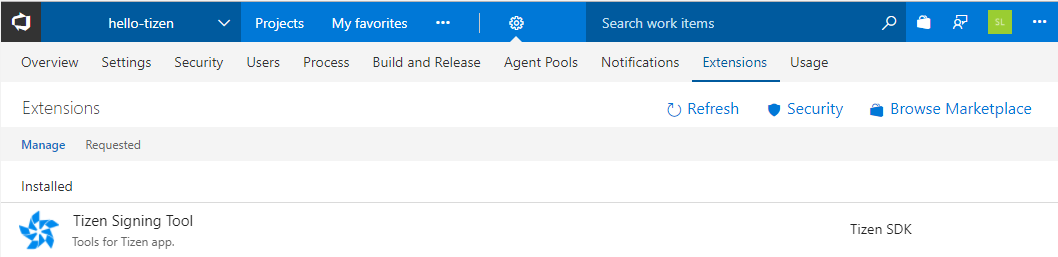 hello-tizen Projects My favorites ··· Search work items SL ···
Overview Settings Security Users Process Build and Release Agent Pools Notifications Extensions Usage
Extensions Refresh Security Browse Marketplace
Manage Requested
Installed
Tizen Signing Tool
Tizen SDK
Tools for Tizen app.